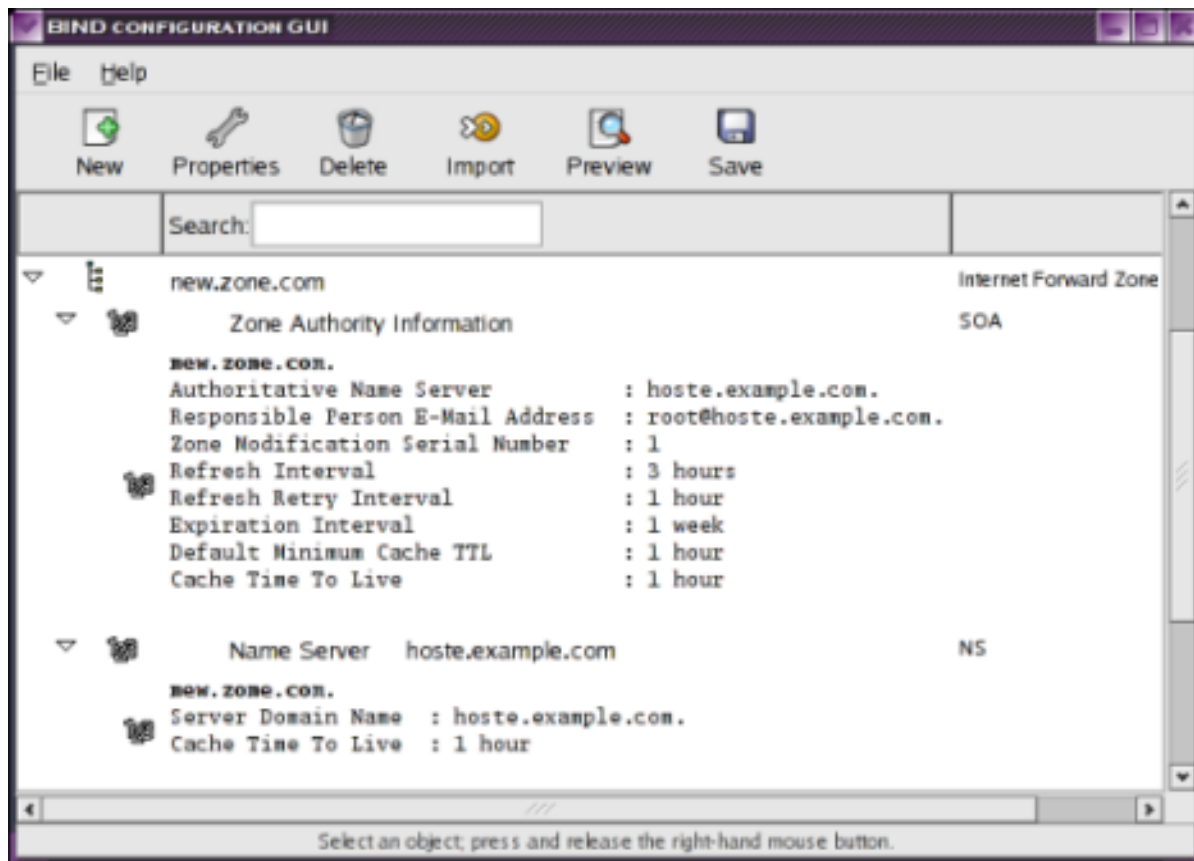 BIND CONFIGURATION GUI
File Help
New Properties Delete Import Preview Save
Search:
new.zone.com Internet Forward Zone
Zone Authority Information SOA
new.zone.com.
Authoritative Name Server : hoste.example.com.
Responsible Person E-Mail Address : root@hoste.example.com.
Zone Modification Serial Number : 1
Refresh Interval : 3 hours
Refresh Retry Interval : 1 hour
Expiration Interval : 1 week
Default Minimum Cache TTL : 1 hour
Cache Time To Live : 1 hour
Name Server hoste.example.com NS
new.zone.com.
Server Domain Name : hoste.example.com.
Cache Time To Live : 1 hour
Select an object; press and release the right-hand mouse button.